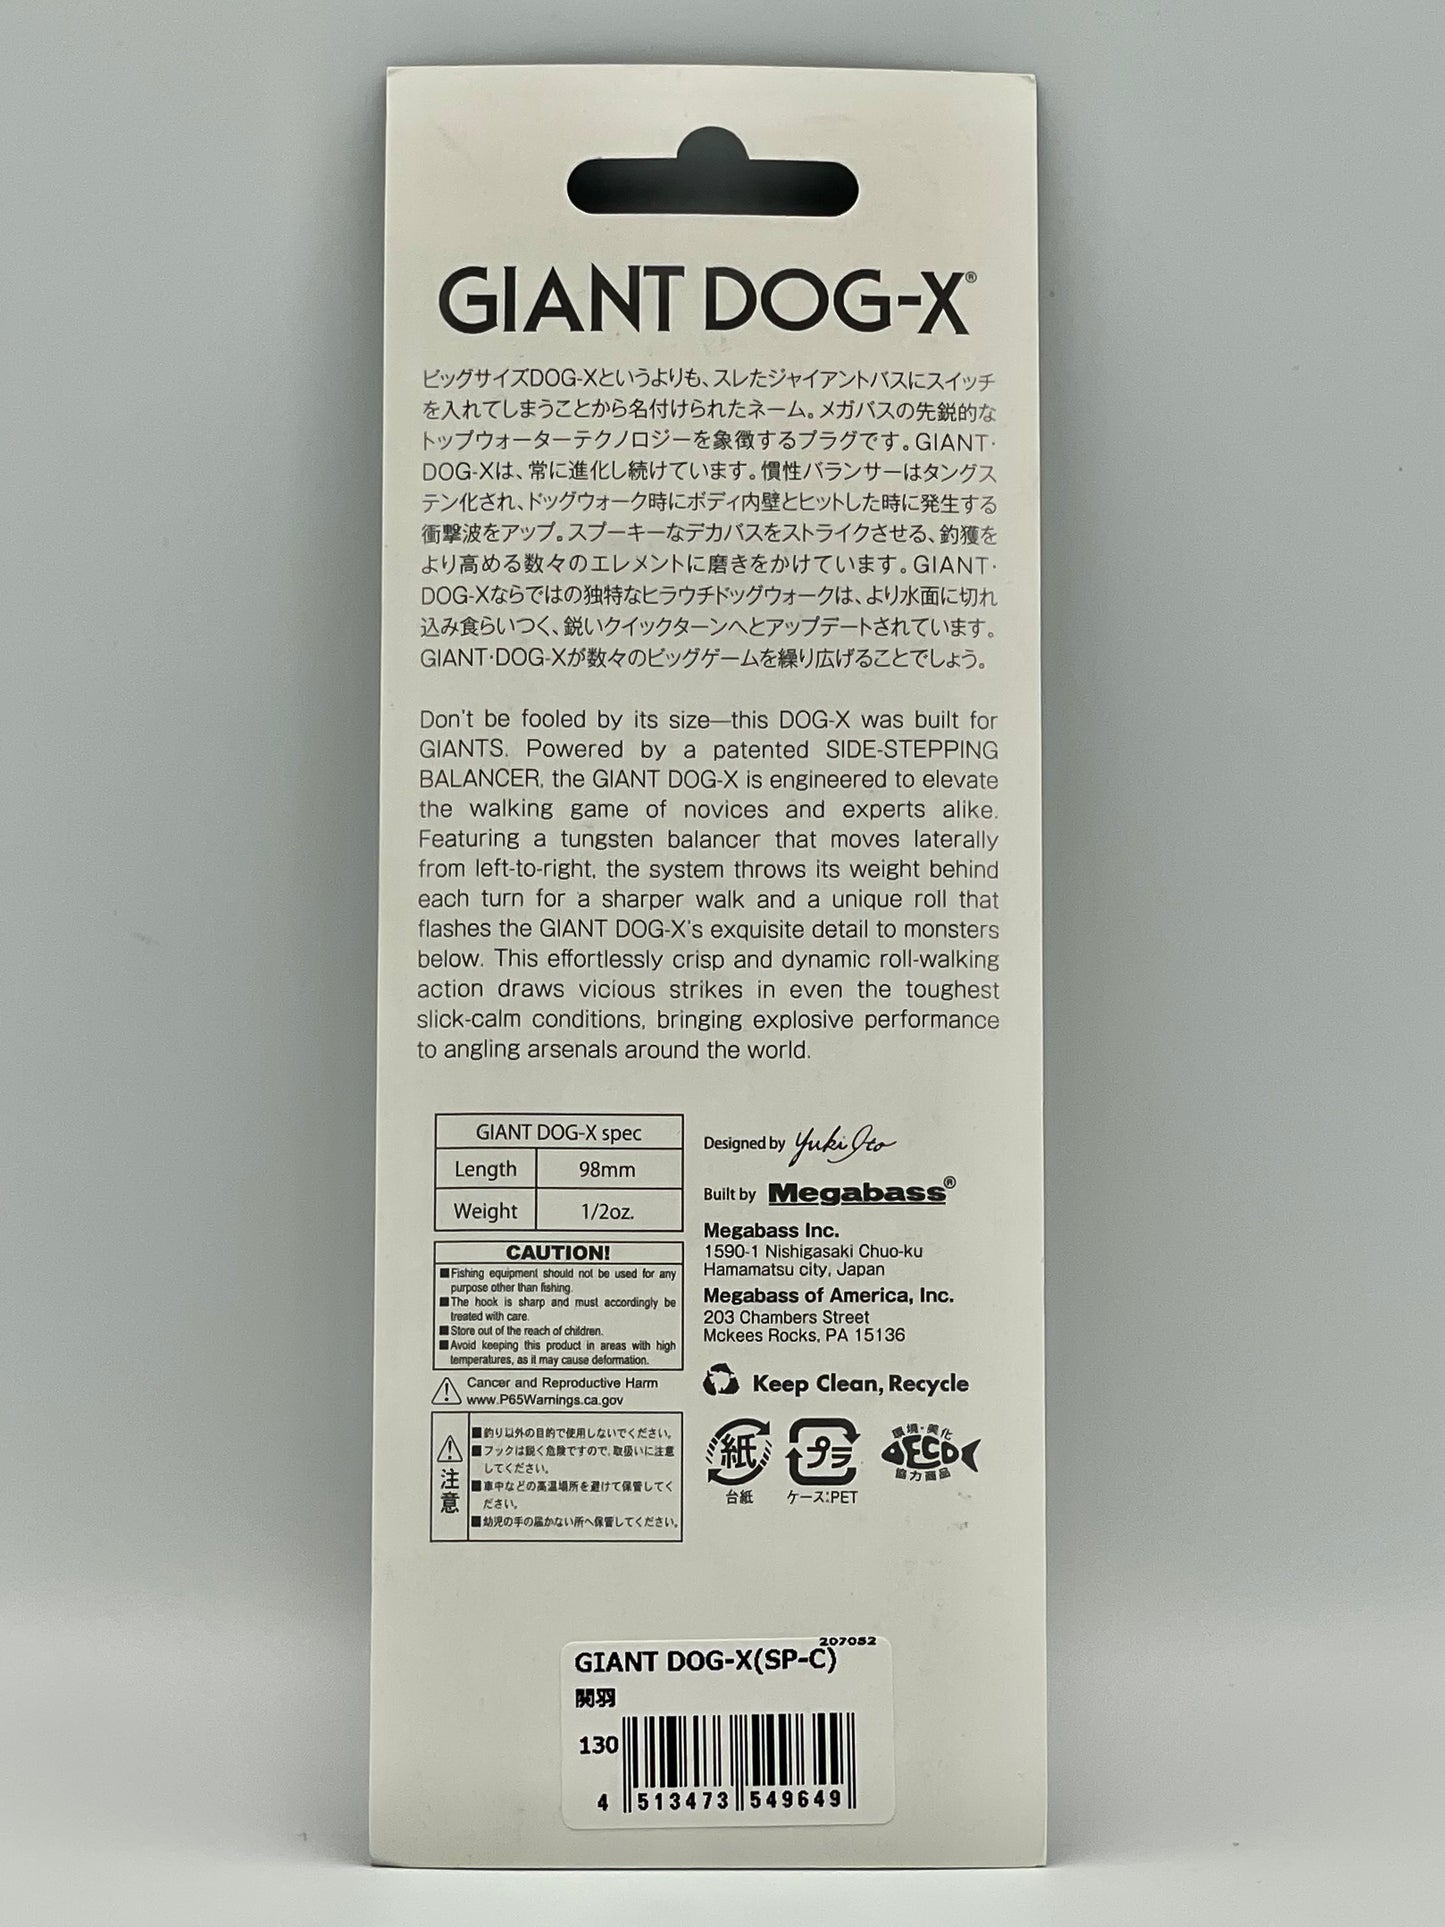 GIANT DOG-X®
ビッグサイズDOG-Xというよりも、スレたジャイアントバスにスイッチ
を入れてしまうことから名付けられたネーム。メガバスの先鋭的な
トップウォーターテクノロジーを象徴するプラグです。GIANT・
DOG-Xは、常に進化し続けています。慣性バランサーはタングス
テン化され、ドッグウォーク時にボディ内壁とヒットした時に発生する
衝撃波をアップ。スプーキーなデカバスをストライクさせる、釣獲を
より高める数々のエレメントに磨きをかけています。GIANT・
DOG-Xならではの独特なヒラウチドッグウォークは、より水面に切れ
込み食らいつく、鋭いクイックターンへとアップデートされています。
GIANT・DOG-Xが数々のビッグゲームを繰り広げることでしょう。
Don't be fooled by its size—this DOG-X was built for
GIANTS. Powered by a patented SIDE-STEPPING
BALANCER, the GIANT DOG-X is engineered to elevate
the walking game of novices and experts alike.
Featuring a tungsten balancer that moves laterally
from left-to-right, the system throws its weight behind
each turn for a sharper walk and a unique roll that
flashes the GIANT DOG-X's exquisite detail to monsters
below. This effortlessly crisp and dynamic roll-walking
action draws vicious strikes in even the toughest
slick-calm conditions, bringing explosive performance
to angling arsenals around the world.
GIANT DOG-X spec
Length 98mm
Weight 1/2oz.
CAUTION!
■Fishing equipment should not be used for any
purpose other than fishing.
■The hook is sharp and must accordingly be
treated with care.
■Store out of the reach of children.
■Avoid keeping this product in areas with high
temperatures, as it may cause deformation.
Cancer and Reproductive Harm
www.P65Warnings.ca.gov
注意
■釣り以外の目的で使用しないでください。
■フックは鋭く危険ですので、取扱いに注意
してください。
■車中などの高温場所を避けて保管してく
ださい。
■幼児の手の届かない所へ保管してください。
Designed by Yuki Ito
Built by Megabass®
Megabass Inc.
1590-1 Nishigasaki Chuo-ku
Hamamatsu city, Japan
Megabass of America, Inc.
203 Chambers Street
Mckees Rocks, PA 15136
Keep Clean, Recycle
紙
台紙
プラ
ケース:PET
環境・美化
DECO
協力商品
207052
GIANT DOG-X(SP-C)
関羽
130
4 513473 549649